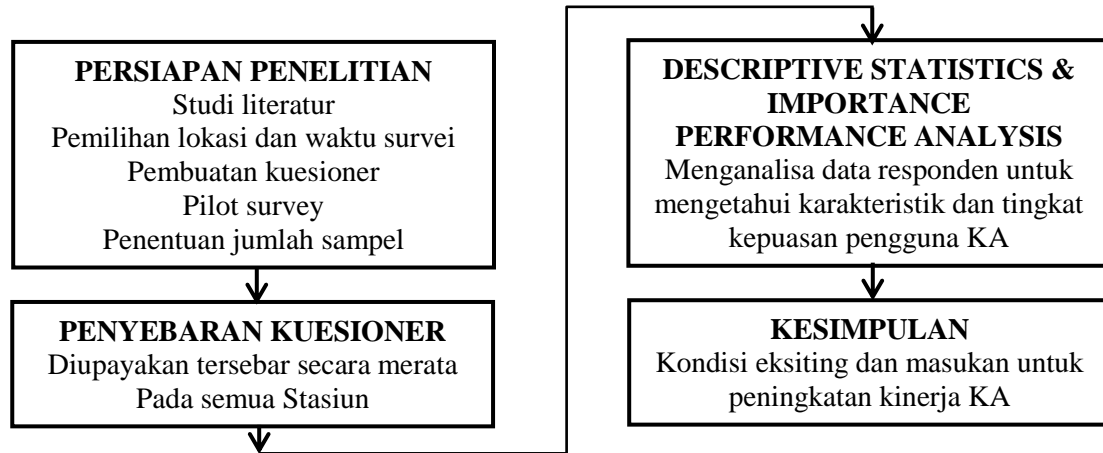 PERSIAPAN PENELITIAN
Studi literatur
Pemilihan lokasi dan waktu survei
Pembuatan kuesioner
Pilot survey
Penentuan jumlah sampel
PENYEBARAN KUESIONER
Diupayakan tersebar secara merata
Pada semua Stasiun
DESCRIPTIVE STATISTICS &
IMPORTANCE
PERFORMANCE ANALYSIS
Menganalisa data responden untuk
mengetahui karakteristik dan tingkat
kepuasan pengguna KA
KESIMPULAN
Kondisi eksiting dan masukan untuk
peningkatan kinerja KA